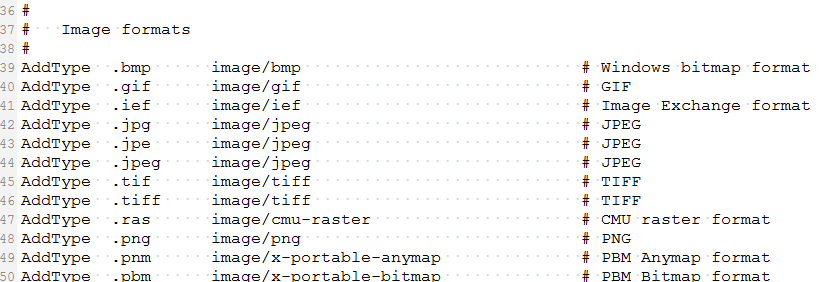 36 #
37 #    Image formats
38 #
39 AddType  .bmp      image/bmp                            # Windows bitmap format
40 AddType  .gif      image/gif                            # GIF
41 AddType  .ief      image/ief                            # Image Exchange format
42 AddType  .jpg      image/jpeg                           # JPEG
43 AddType  .jpe      image/jpeg                           # JPEG
44 AddType  .jpeg     image/jpeg                           # JPEG
45 AddType  .tif      image/tiff                           # TIFF
46 AddType  .tiff     image/tiff                           # TIFF
47 AddType  .ras      image/cmu-raster                     # CMU raster format
48 AddType  .png      image/png                            # PNG
49 AddType  .pnm      image/x-portable-anymap              # PBM Anymap format
50 AddType  .pbm      image/x-portable-bitmap              # PBM Bitmap format